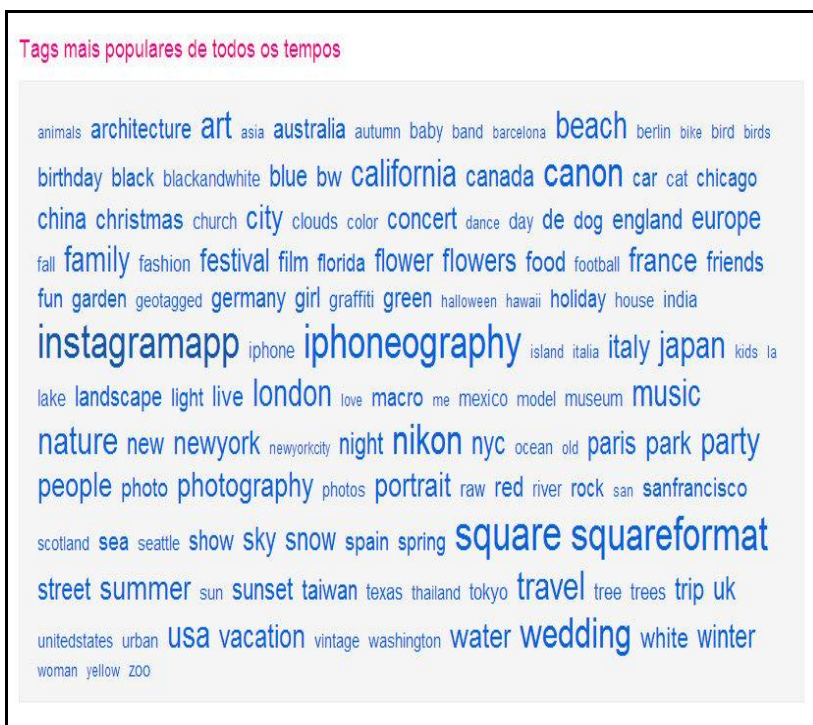 Tags mais populares de todos os tempos
animals architecture art asia australia autumn baby band barcelona beach berlin bike bird birds
birthday black blackandwhite blue bw california canada canon car cat chicago
china christmas church city clouds color concert dance day de dog england europe
fall family fashion festival film florida flower flowers food football france friends
fun garden geotagged germany girl graffiti green halloween hawaii holiday house india
instagramapp iphone iphoneography island italia italy japan kids la
lake landscape light live london love macro me mexico model museum music
nature new newyork newyorkcity night nikon nyc ocean old paris park party
people photo photography photos portrait raw red river rock san sanfrancisco
scotland sea seattle show sky snow spain spring square squareformat
street summer sun sunset taiwan texas thailand tokyo travel tree trees trip uk
unitedstates urban usa vacation vintage washington water wedding white winter
woman yellow zoo